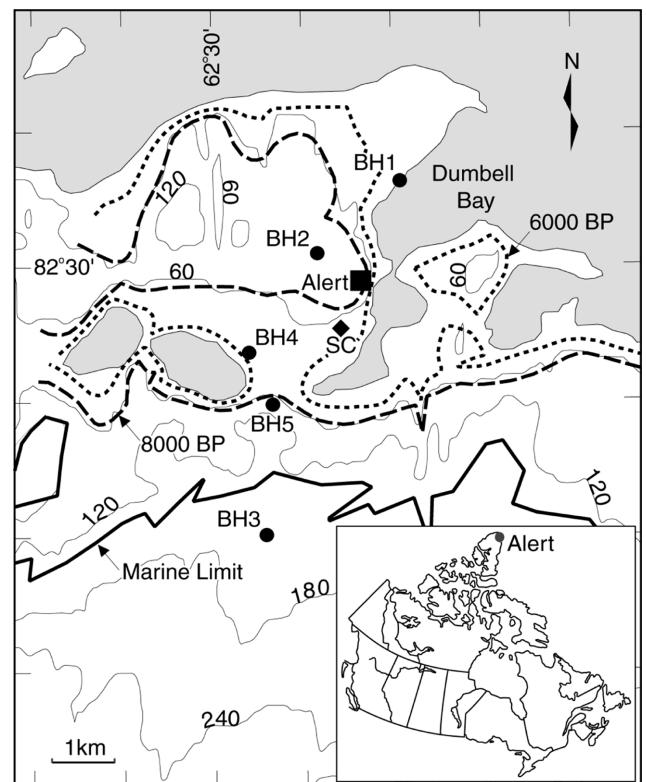 62°30'
N
BH1
Dumbell
Bay
120
60
6000 BP
BH2
82°30'
60
Alert
60
SC
BH4
BH5
8000 BP
120
120
BH3
Marine Limit
Alert
180
240
1km